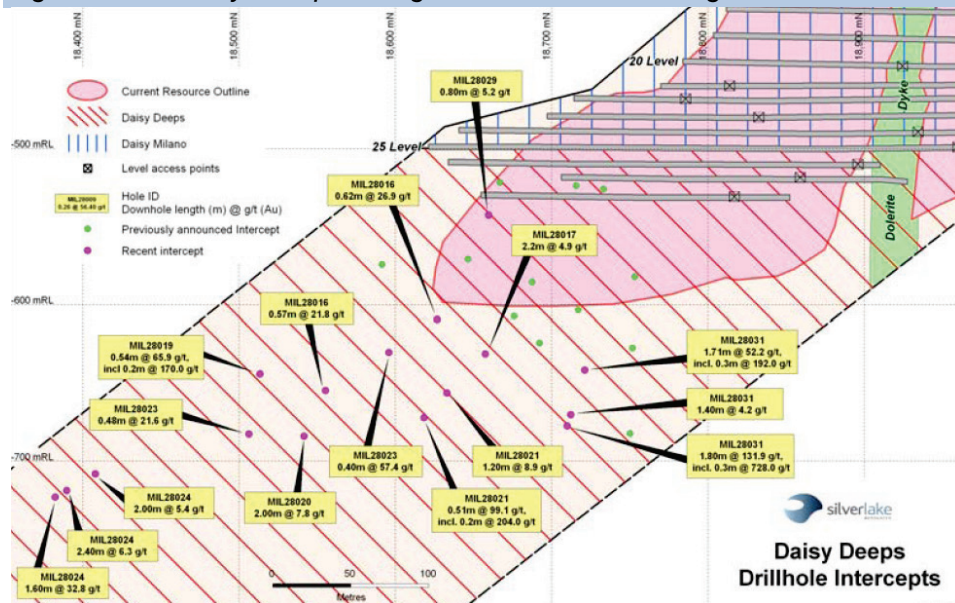 18,400 mN
18,500 mN
18,600 mN
18,700 mN
18,800 mN
18,900 mN
Current Resource Outline
Daisy Deeps
Daisy Milano
Level access points
Hole ID
Downhole length (m) @ g/t (Au)
Previously announced Intercept
Recent intercept
20 Level
25 Level
-500 mRL
-600 mRL
-700 mRL
Dyke
Dolerite
MIL28029
0.80m @ 5.2 g/t
MIL28016
0.62m @ 26.9 g/t
MIL28017
2.2m @ 4.9 g/t
MIL28016
0.57m @ 21.8 g/t
MIL28019
0.54m @ 65.9 g/t,
incl 0.2m @ 170.0 g/t
MIL28023
0.48m @ 21.6 g/t
MIL28031
1.71m @ 52.2 g/t,
incl. 0.3m @ 192.0 g/t
MIL28031
1.40m @ 4.2 g/t
MIL28031
1.80m @ 131.9 g/t,
incl. 0.3m @ 728.0 g/t
MIL28023
0.40m @ 57.4 g/t
MIL28021
1.20m @ 8.9 g/t
MIL28020
2.00m @ 7.8 g/t
MIL28021
0.51m @ 99.1 g/t,
incl. 0.2m @ 204.0 g/t
MIL28024
2.00m @ 5.4 g/t
MIL28024
2.40m @ 6.3 g/t
MIL28024
1.60m @ 32.8 g/t
0 50 100
Metres
silverlake
RESOURCES
Daisy Deeps
Drillhole Intercepts